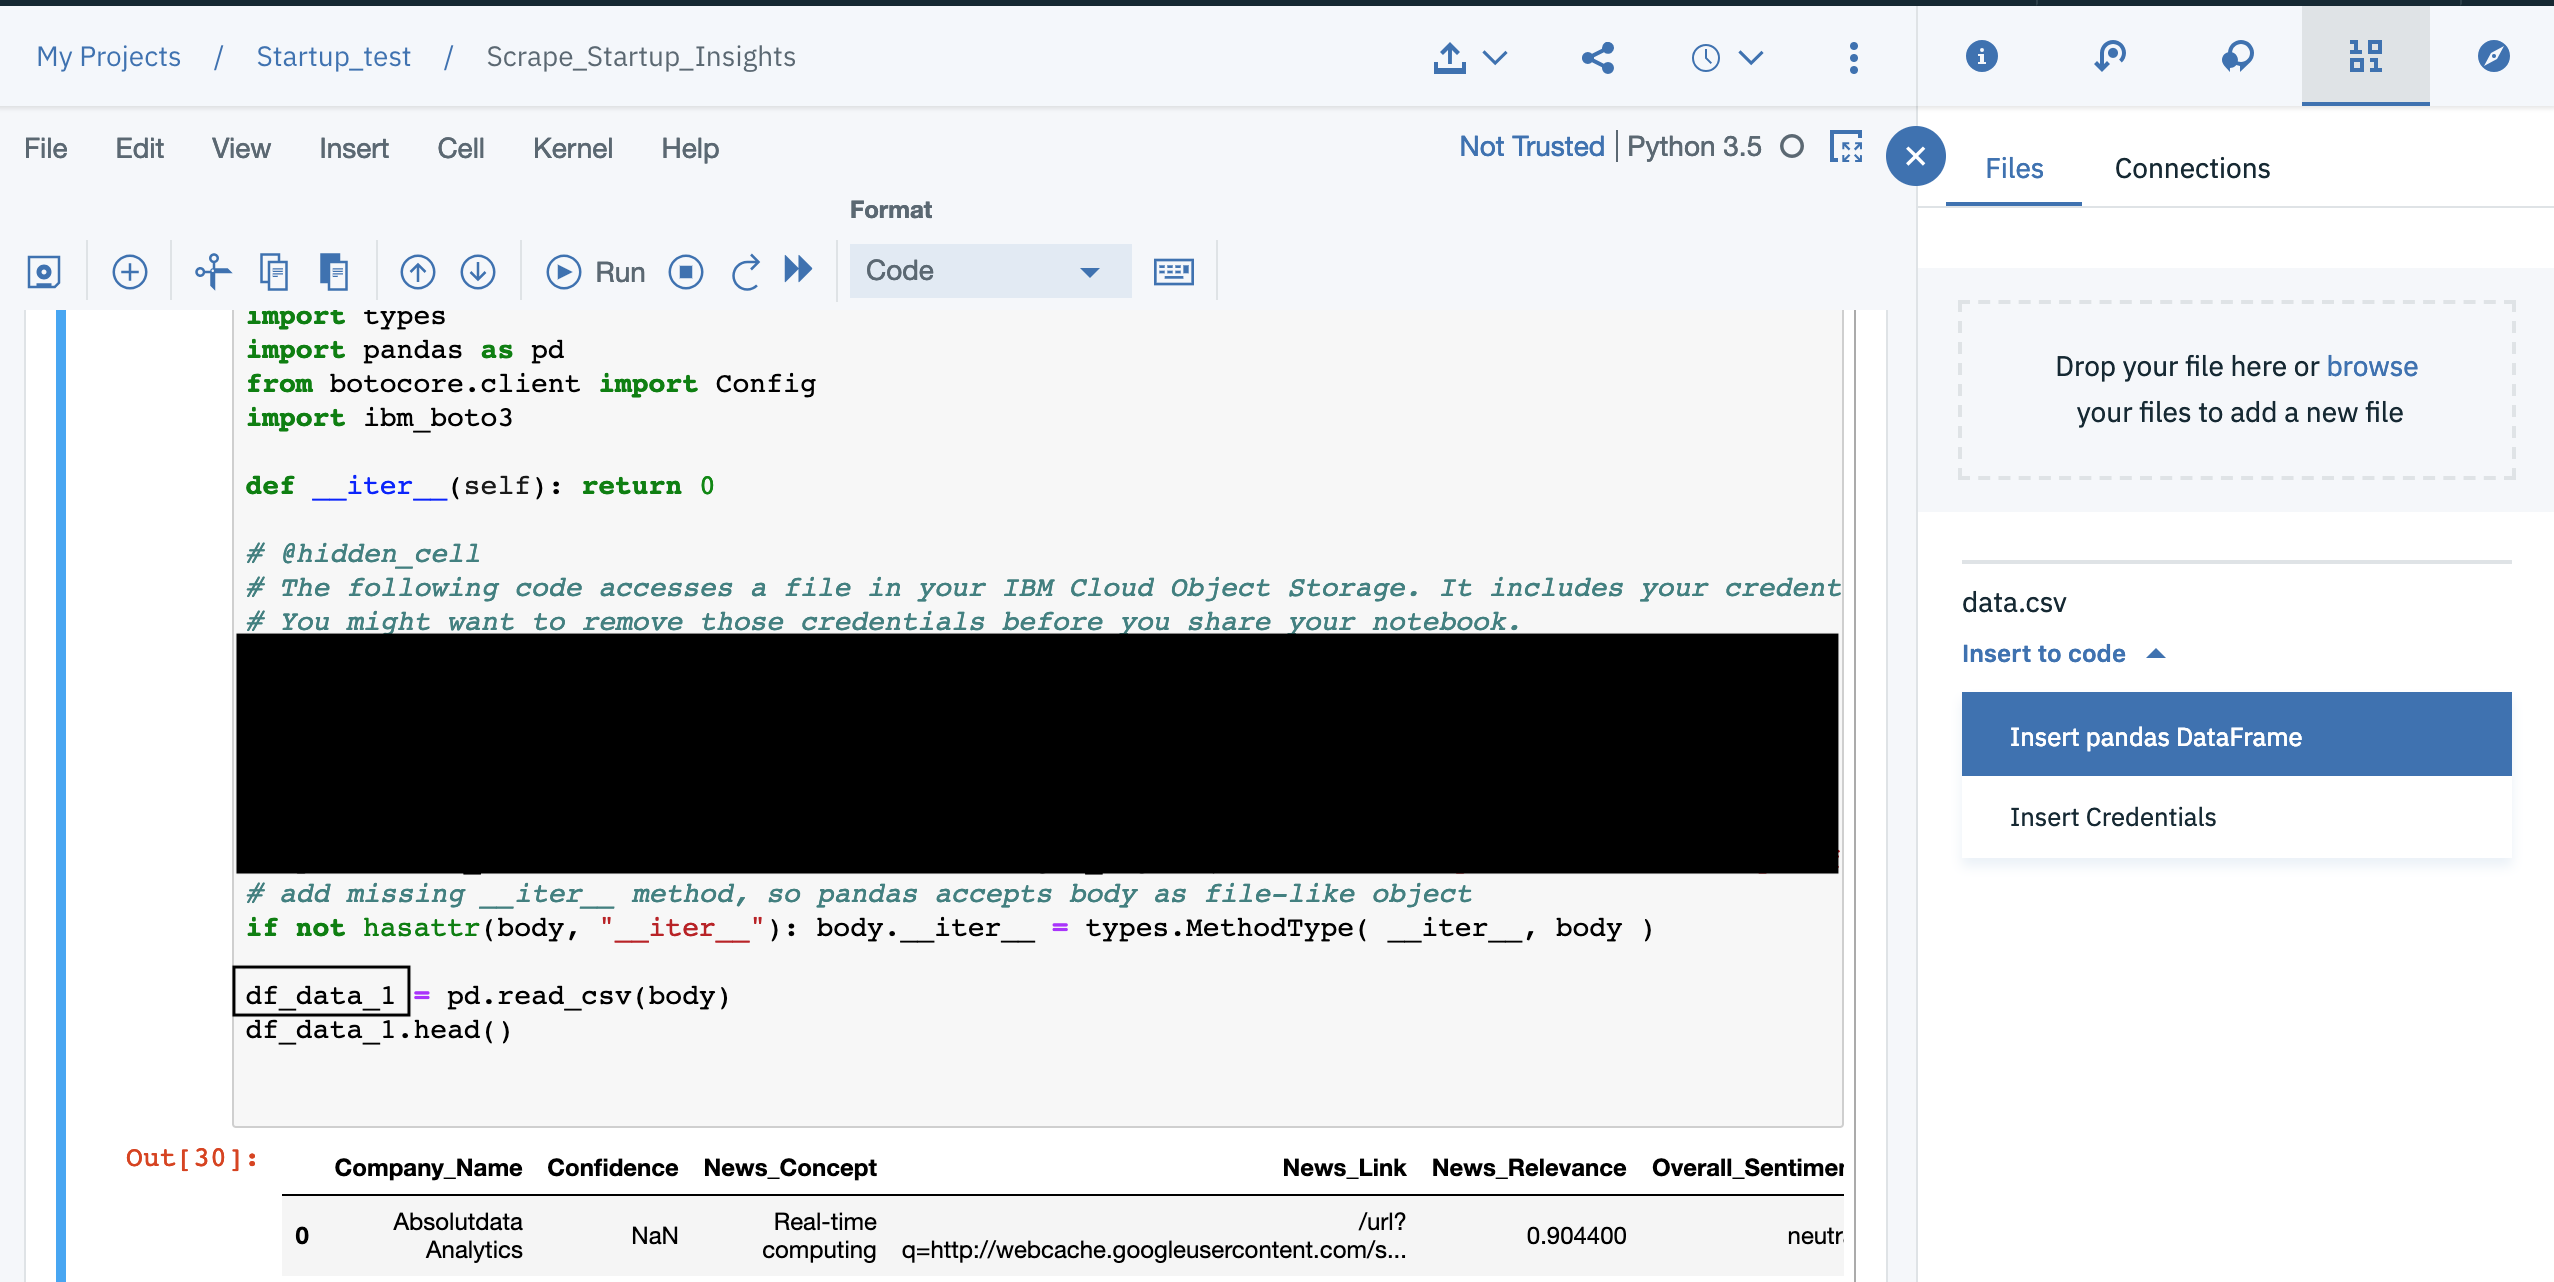 My Projects / Startup_test / Scrape_Startup_Insights
File Edit View Insert Cell Kernel Help
Not Trusted | Python 3.5
Files Connections
Format
Run
Code
import types
import pandas as pd
from botocore.client import Config
import ibm_boto3
def __iter__(self): return 0
# @hidden_cell
# The following code accesses a file in your IBM Cloud Object Storage. It includes your credent
# You might want to remove those credentials before you share your notebook.
# add missing __iter__ method, so pandas accepts body as file-like object
if not hasattr(body, "__iter__"): body.__iter__ = types.MethodType( __iter__, body )
df_data_1 = pd.read_csv(body)
df_data_1.head()
Out[30]:
Company_Name Confidence News_Concept News_Link News_Relevance Overall_Sentimen
0 Absolutdata Analytics NaN Real-time computing /url?q=http://webcache.googleusercontent.com/s... 0.904400 neutr
Drop your file here or browse
your files to add a new file
data.csv
Insert to code
Insert pandas DataFrame
Insert Credentials